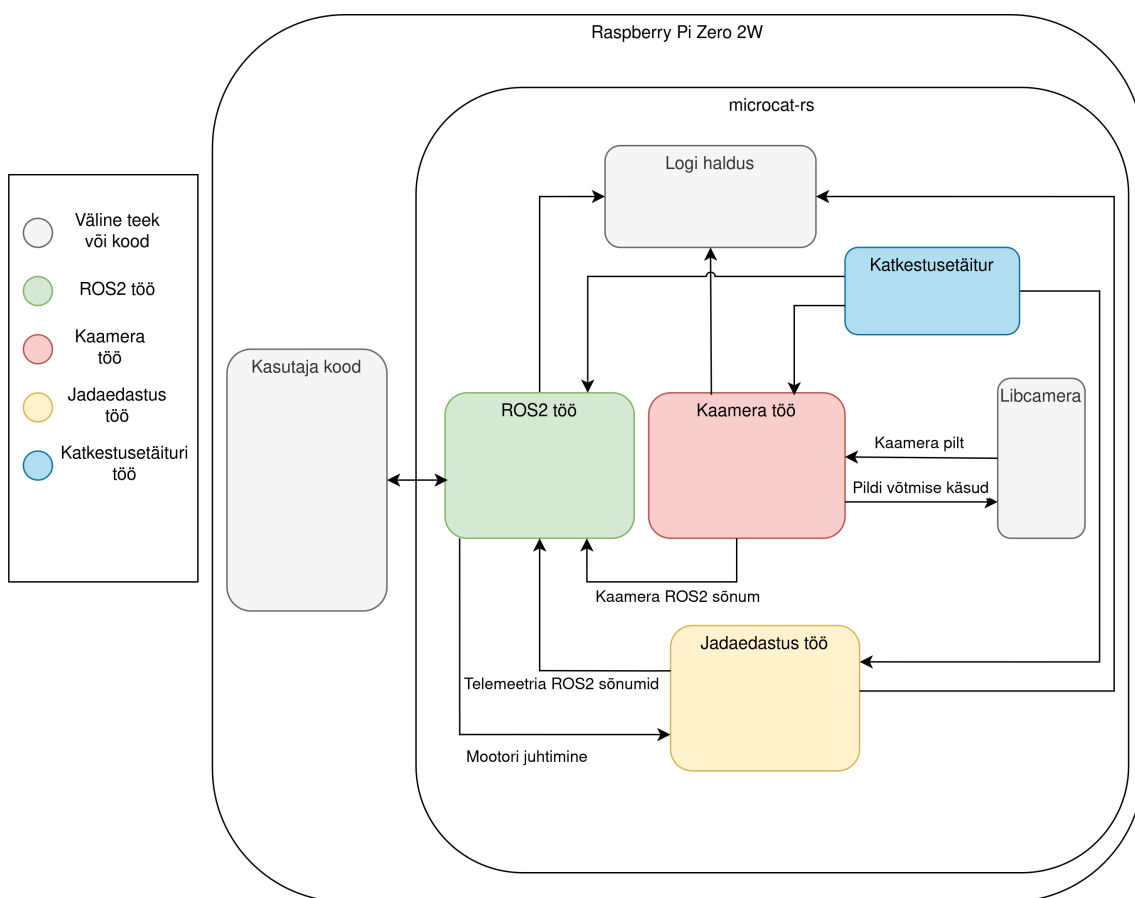 Raspberry Pi Zero 2W
microcat-rs
Logi haldus
Väline teek
või kood
ROS2 töö
Kaamera
töö
Jadaedastus
töö
Katkestusetäituri
töö
Katkestusetäitur
Kasutaja kood
ROS2 töö
Kaamera töö
Libcamera
Kaamera pilt
Pildi võtmise käsud
Kaamera ROS2 sõnum
Jadaedastus töö
Telemeetria ROS2 sõnumid
Mootori juhtimine